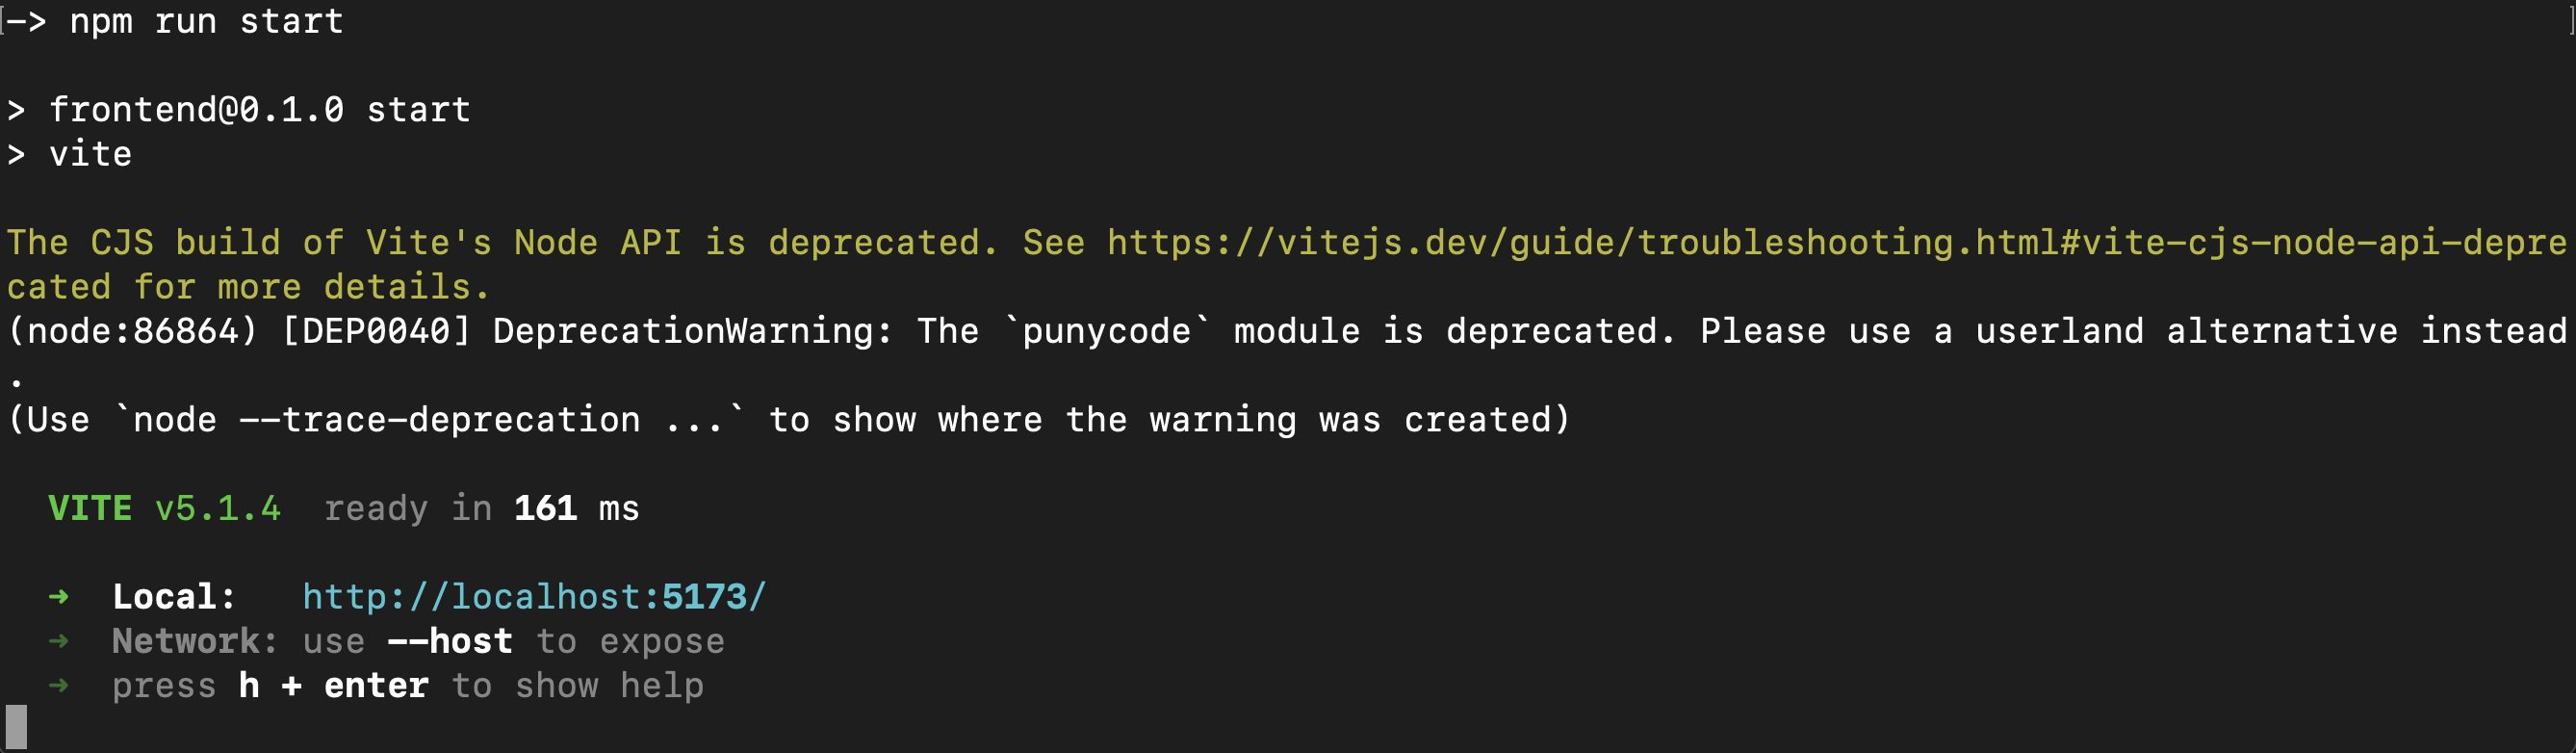 [-> npm run start ]
> frontend@0.1.0 start
> vite
The CJS build of Vite's Node API is deprecated. See https://vitejs.dev/guide/troubleshooting.html#vite-cjs-node-api-depre
cated for more details.
(node:86864) [DEP0040] DeprecationWarning: The `punycode` module is deprecated. Please use a userland alternative instead
.
(Use `node --trace-deprecation ...` to show where the warning was created)
VITE v5.1.4  ready in 161 ms
➜  Local:   http://localhost:5173/
➜  Network: use --host to expose
➜  press h + enter to show help